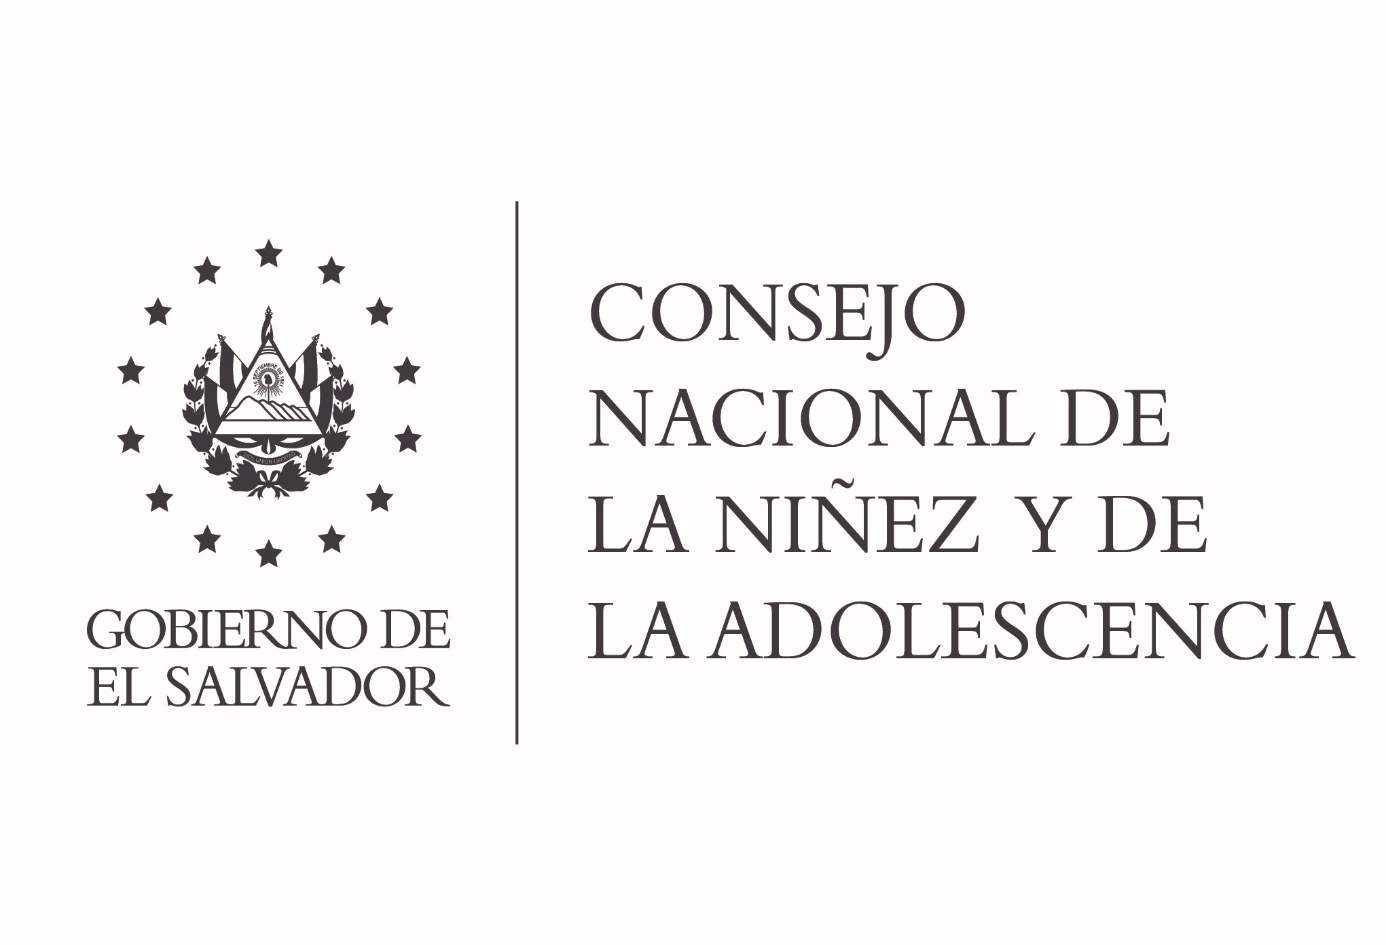 GOBIERNO DE
EL SALVADOR
CONSEJO
NACIONAL DE
LA NIÑEZ Y DE
LA ADOLESCENCIA